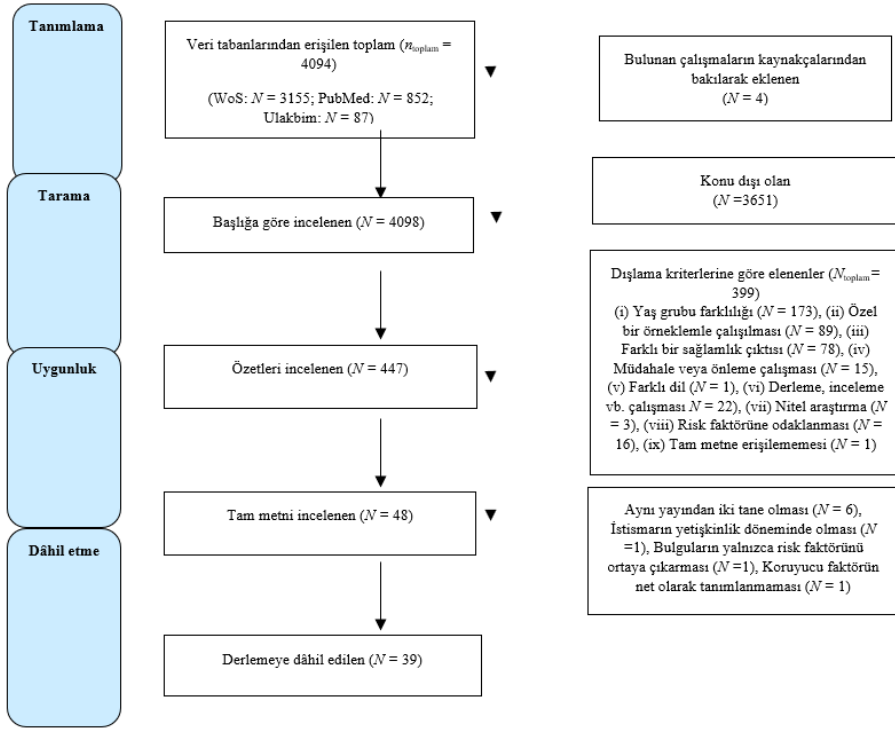 Tanımlama
Veri tabanlarından erişilen toplam (ntoplam =
4094)
(WoS: N = 3155; PubMed: N = 852;
Ulakbim: N = 87)
Bulunan çalışmaların kaynakçalarından
bakılarak eklenen
(N = 4)
Tarama
Başlığa göre incelenen (N = 4098)
Konu dışı olan
(N =3651)
Uygunluk
Özetleri incelenen (N = 447)
Dışlama kriterlerine göre elenenler (Ntoplam =
399)
(i) Yaş grubu farklılığı (N = 173), (ii) Özel
bir örneklemle çalışılması (N = 89), (iii)
Farklı bir sağlamlık çıktısı (N = 78), (iv)
Müdahale veya önleme çalışması (N = 15),
(v) Farklı dil (N = 1), (vi) Derleme, inceleme
vb. çalışması N = 22), (vii) Nitel araştırma (N
= 3), (viii) Risk faktörüne odaklanması (N =
16), (ix) Tam metne erişilememesi (N = 1)
Tam metni incelenen (N = 48)
Aynı yayından iki tane olması (N = 6),
İstismarın yetişkinlik döneminde olması (N
=1), Bulguların yalnızca risk faktörünü
ortaya çıkarması (N =1), Koruyucu faktörün
net olarak tanımlanmaması (N = 1)
Dâhil etme
Derlemeye dâhil edilen (N = 39)